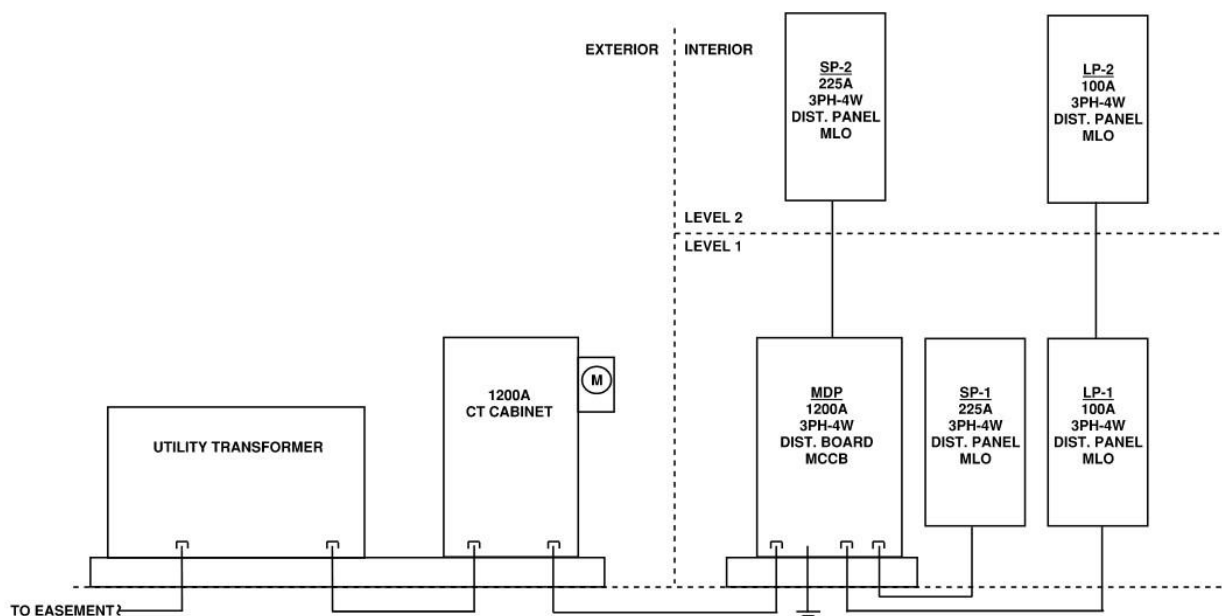 EXTERIOR
INTERIOR
SP-2
225A
3PH-4W
DIST. PANEL
MLO
LP-2
100A
3PH-4W
DIST. PANEL
MLO
LEVEL 2
LEVEL 1
UTILITY TRANSFORMER
1200A
CT CABINET
M
MDP
1200A
3PH-4W
DIST. BOARD
MCCB
SP-1
225A
3PH-4W
DIST. PANEL
MLO
LP-1
100A
3PH-4W
DIST. PANEL
MLO
TO EASEMENT